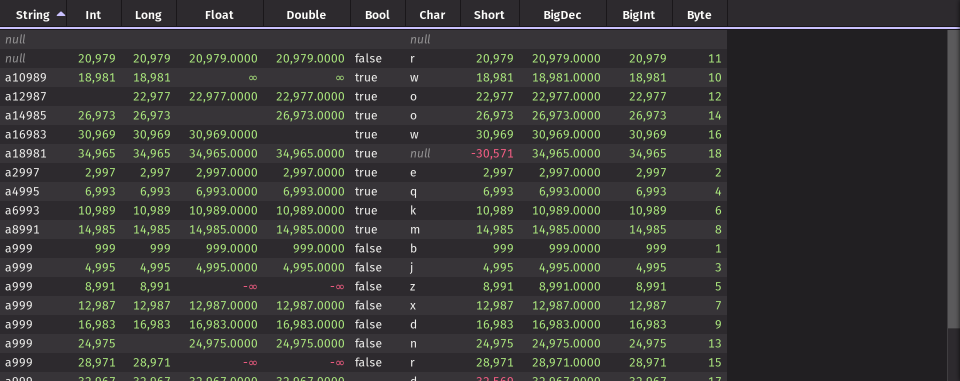 String Int Long Float Double Bool Char Short BigDec BigInt Byte
null null
null 20,979 20,979 20,979.0000 20,979.0000 false r 20,979 20,979.0000 20,979 11
a10989 18,981 18,981 ∞ ∞ true w 18,981 18,981.0000 18,981 10
a12987 22,977 22,977.0000 22,977.0000 true o 22,977 22,977.0000 22,977 12
a14985 26,973 26,973 26,973.0000 true o 26,973 26,973.0000 26,973 14
a16983 30,969 30,969 30,969.0000 true w 30,969 30,969.0000 30,969 16
a18981 34,965 34,965 34,965.0000 34,965.0000 true null -30,571 34,965.0000 34,965 18
a2997 2,997 2,997 2,997.0000 2,997.0000 true e 2,997 2,997.0000 2,997 2
a4995 6,993 6,993 6,993.0000 6,993.0000 true q 6,993 6,993.0000 6,993 4
a6993 10,989 10,989 10,989.0000 10,989.0000 true k 10,989 10,989.0000 10,989 6
a8991 14,985 14,985 14,985.0000 14,985.0000 true m 14,985 14,985.0000 14,985 8
a999 999 999 999.0000 999.0000 false b 999 999.0000 999 1
a999 4,995 4,995 4,995.0000 4,995.0000 false j 4,995 4,995.0000 4,995 3
a999 8,991 8,991 -∞ -∞ false z 8,991 8,991.0000 8,991 5
a999 12,987 12,987 12,987.0000 12,987.0000 false x 12,987 12,987.0000 12,987 7
a999 16,983 16,983 16,983.0000 16,983.0000 false d 16,983 16,983.0000 16,983 9
a999 24,975 24,975.0000 24,975.0000 false n 24,975 24,975.0000 24,975 13
a999 28,971 28,971 -∞ -∞ false r 28,971 28,971.0000 28,971 15